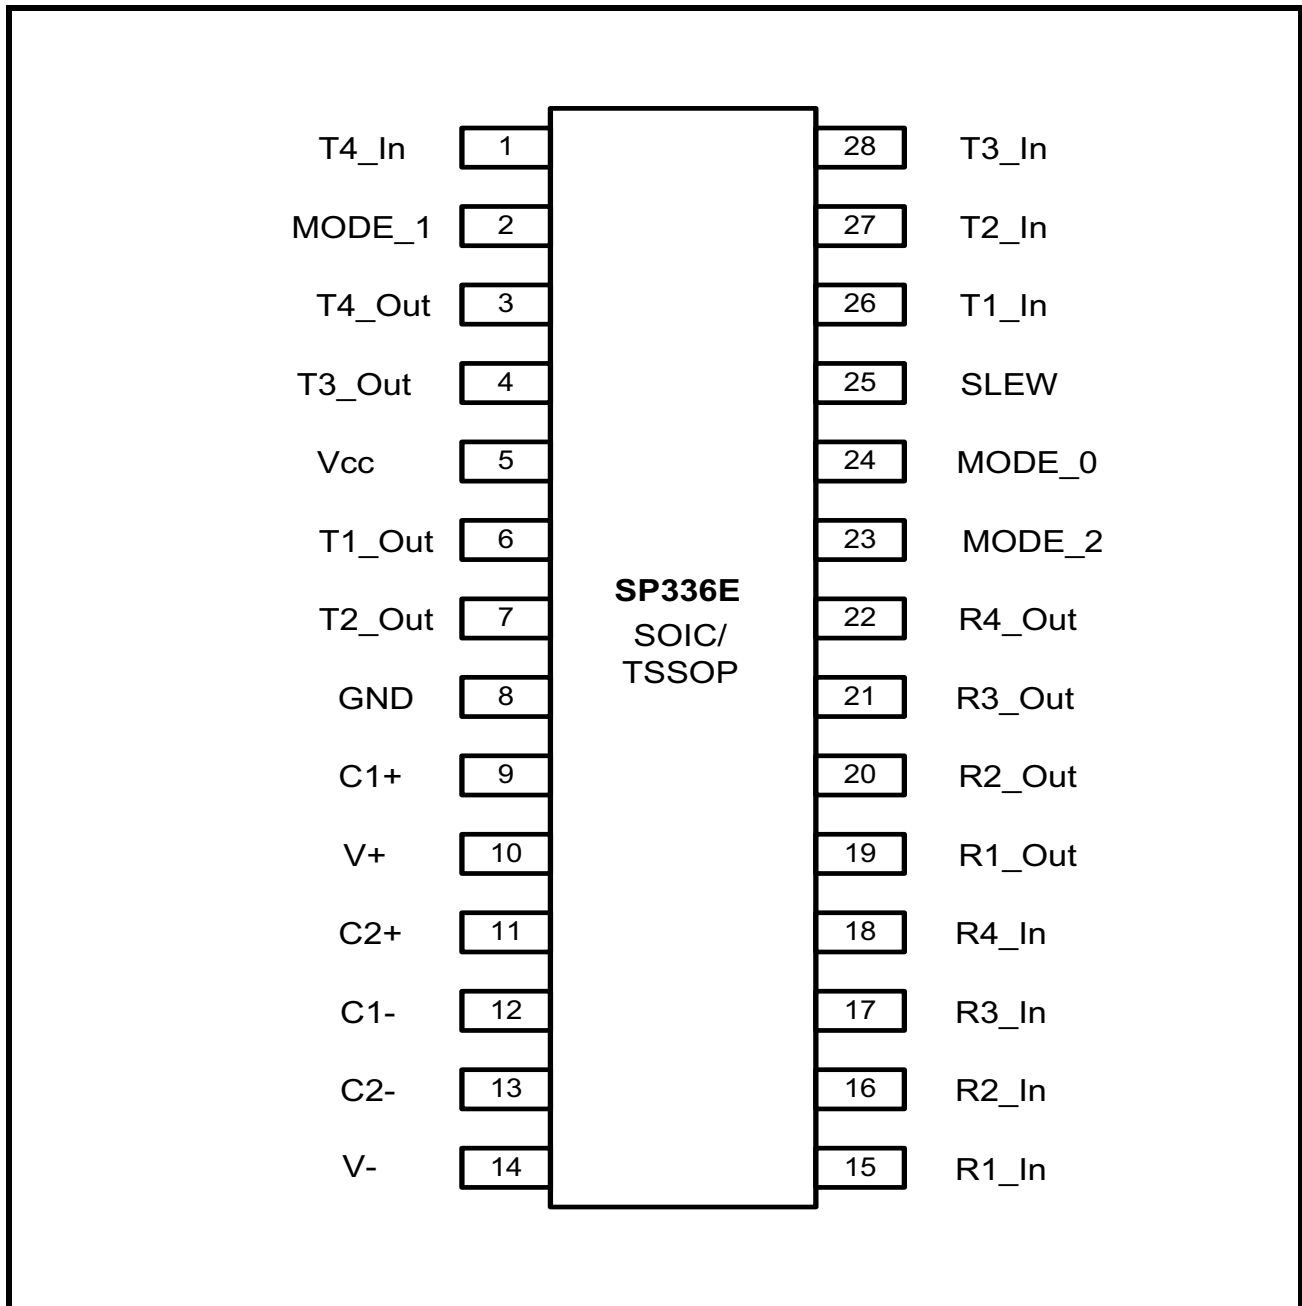 T4_In 1 28 T3_In
MODE_1 2 27 T2_In
T4_Out 3 26 T1_In
T3_Out 4 25 SLEW
Vcc 5 24 MODE_0
T1_Out 6 23 MODE_2
SP336E
T2_Out 7 22 R4_Out
SOIC/
TSSOP
GND 8 21 R3_Out
C1+ 9 20 R2_Out
V+ 10 19 R1_Out
C2+ 11 18 R4_In
C1- 12 17 R3_In
C2- 13 16 R2_In
V- 14 15 R1_In